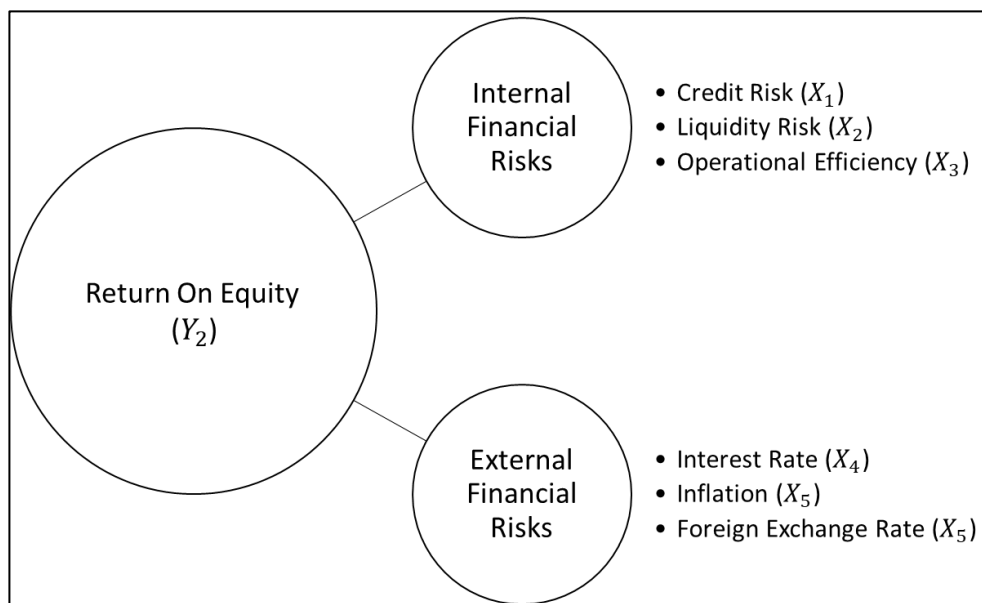 Return On Equity
(𝑌₂)
Internal
Financial
Risks
• Credit Risk (𝑋₁)
• Liquidity Risk (𝑋₂)
• Operational Efficiency (𝑋₃)
External
Financial
Risks
• Interest Rate (𝑋₄)
• Inflation (𝑋₅)
• Foreign Exchange Rate (𝑋₅)